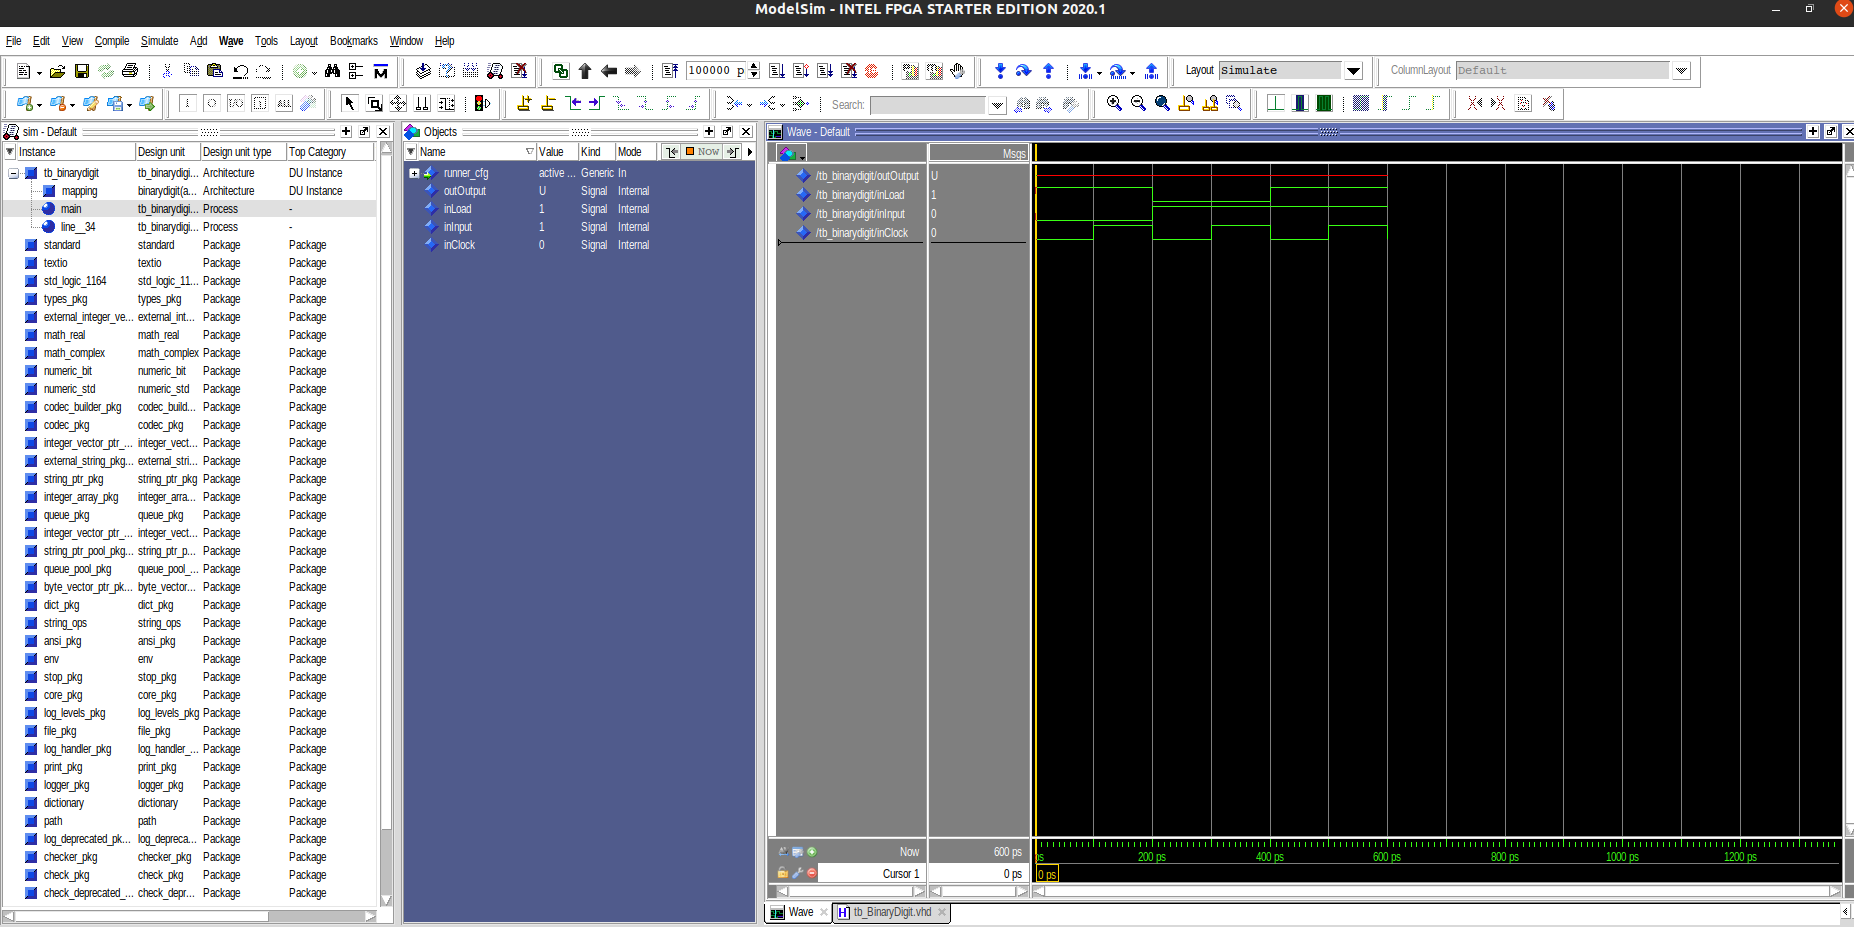 ModelSim - INTEL FPGA STARTER EDITION 2020.1
File Edit View Compile Simulate Add Wave Tools Layout Bookmarks Window Help
100000 p Layout Simulate ColumnLayout Default
Search:
sim - Default
Instance Design unit Design unit type Top Category
tb_binarydigit tb_binarydi... Architecture DU Instance
mapping binarydigit(a... Architecture DU Instance
main tb_binarydigi... Process -
line__34 tb_binarydigi... Process -
standard standard Package Package
textio textio Package Package
std_logic_1164 std_logic_11... Package Package
types_pkg types_pkg Package Package
external_integer_ve... external_int... Package Package
math_real math_real Package Package
math_complex math_complex Package Package
numeric_bit numeric_bit Package Package
numeric_std numeric_std Package Package
codec_builder_pkg codec_build... Package Package
codec_pkg codec_pkg Package Package
integer_vector_ptr_... integer_vect... Package Package
external_string_pkg... external_stri... Package Package
string_ptr_pkg string_ptr_pkg Package Package
integer_array_pkg integer_arra... Package Package
queue_pkg queue_pkg Package Package
integer_vector_ptr_... integer_vect... Package Package
string_ptr_pool_pkg... string_ptr_p... Package Package
queue_pool_pkg queue_pool_... Package Package
byte_vector_ptr_pk... byte_vector... Package Package
dict_pkg dict_pkg Package Package
string_ops string_ops Package Package
ansi_pkg ansi_pkg Package Package
env env Package Package
stop_pkg stop_pkg Package Package
core_pkg core_pkg Package Package
log_levels_pkg log_levels_pkg Package Package
file_pkg file_pkg Package Package
log_handler_pkg log_handler_... Package Package
print_pkg print_pkg Package Package
logger_pkg logger_pkg Package Package
dictionary dictionary Package Package
path path Package Package
log_deprecated_pk... log_depreca... Package Package
checker_pkg checker_pkg Package Package
check_pkg check_pkg Package Package
check_deprecated_... check_depr... Package Package
Objects
Name Value Kind Mode Now
runner_cfg active ... Generic In
outOutput U Signal Internal
inLoad 1 Signal Internal
inInput 1 Signal Internal
inClock 0 Signal Internal
Wave - Default
Msgs
/tb_binarydigit/outOutput U
/tb_binarydigit/inLoad 1
/tb_binarydigit/inInput 0
/tb_binarydigit/inClock 0
Now 600 ps
ps 200 ps 400 ps 600 ps 800 ps 1000 ps 1200 ps
Cursor 1 0 ps
0 ps
Wave tb_BinaryDigit.vhd